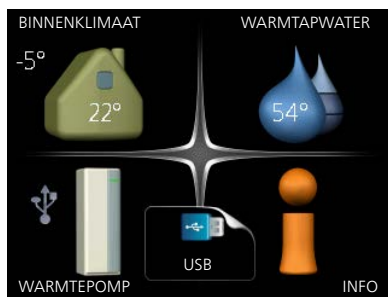 BINNENKLIMAAT
WARMTAPWATER
-5°
22°
54°
USB
WARMTEPOMP
INFO